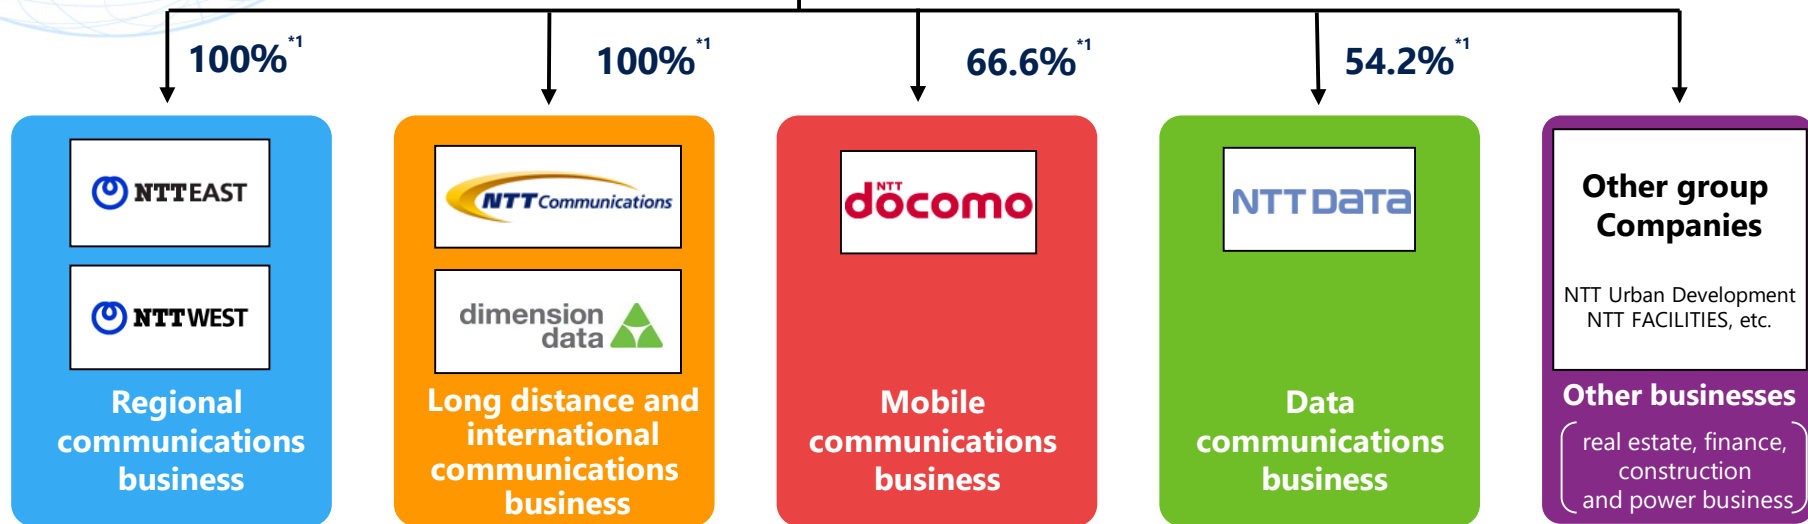 100%*1
100%*1
66.6%*1
54.2%*1
NTT EAST
NTT WEST
Regional
communications
business
NTT Communications
dimension
data
Long distance and
international
communications
business
NTT
docomo
Mobile
communications
business
NTT DATA
Data
communications
business
Other group
Companies
NTT Urban Development
NTT FACILITIES, etc.
Other businesses
real estate, finance,
construction
and power business